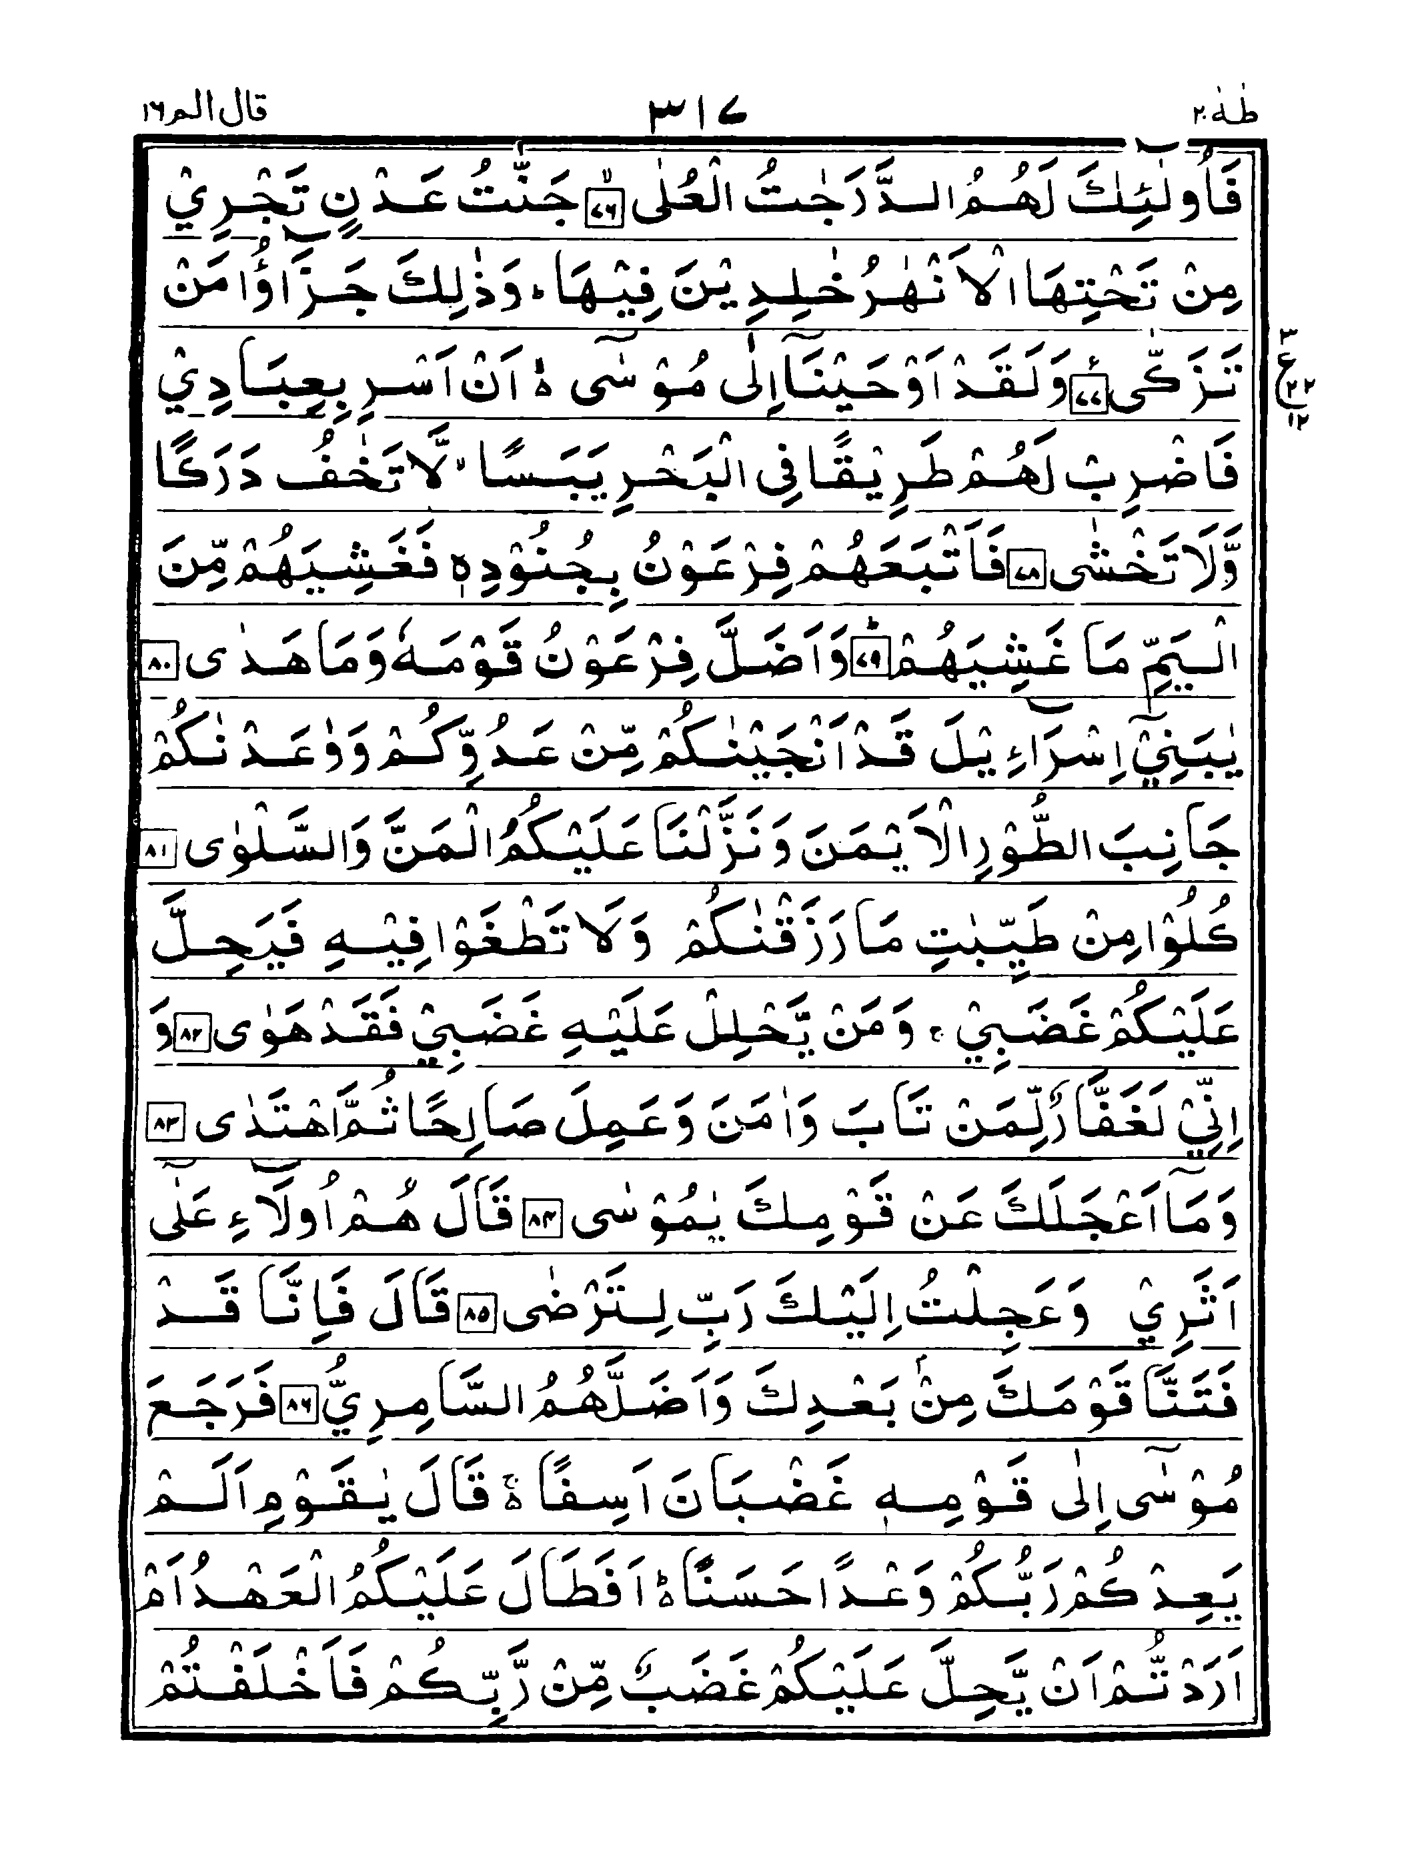 طٰهٰ ٢٠
٣١٧
قال الم ١٦
فَاُولٰٓئِكَ لَهُمُ الدَّرَجٰتُ الْعُلٰى ۙ ٧٦ جَنّٰتُ عَدْنٍ تَجْرِيْ
مِنْ تَحْتِهَا الْاَنْهٰرُ خٰلِدِيْنَ فِيْهَا ؕ وَذٰلِكَ جَزَآؤُا مَنْ
تَزَكّٰى ٧٧ وَلَقَدْ اَوْحَيْنَآ اِلٰى مُوْسٰٓى ۙ اَنْ اَسْرِ بِعِبَادِيْ
فَاضْرِبْ لَهُمْ طَرِيْقًا فِى الْبَحْرِ يَبَسًا ۙ لَّا تَخٰفُ دَرَكًا
وَّلَا تَخْشٰى ٧٨ فَاَتْبَعَهُمْ فِرْعَوْنُ بِجُنُوْدِهٖ فَغَشِيَهُمْ مِّنَ
الْيَمِّ مَا غَشِيَهُمْ ؕ ٧٩ وَاَضَلَّ فِرْعَوْنُ قَوْمَهٗ وَمَا هَدٰى ٨٠
يٰبَنِيْٓ اِسْرَآءِيْلَ قَدْ اَنْجَيْنٰكُمْ مِّنْ عَدُوِّكُمْ وَوٰعَدْنٰكُمْ
جَانِبَ الطُّوْرِ الْاَيْمَنَ وَنَزَّلْنَا عَلَيْكُمُ الْمَنَّ وَالسَّلْوٰى ٨١
كُلُوْا مِنْ طَيِّبٰتِ مَا رَزَقْنٰكُمْ وَلَا تَطْغَوْا فِيْهِ فَيَحِلَّ
عَلَيْكُمْ غَضَبِيْ ۚ وَمَنْ يَّحْلِلْ عَلَيْهِ غَضَبِيْ فَقَدْ هَوٰى ٨٢ وَ
اِنِّيْ لَغَفَّارٌ لِّمَنْ تَابَ وَاٰمَنَ وَعَمِلَ صَالِحًا ثُمَّ اهْتَدٰى ٨٣
وَمَآ اَعْجَلَكَ عَنْ قَوْمِكَ يٰمُوْسٰى ٨٤ قَالَ هُمْ اُولَآءِ عَلٰٓى
اَثَرِيْ وَعَجِلْتُ اِلَيْكَ رَبِّ لِتَرْضٰى ٨٥ قَالَ فَاِنَّا قَدْ
فَتَنَّا قَوْمَكَ مِنْۢ بَعْدِكَ وَاَضَلَّهُمُ السَّامِرِيُّ ٨٦ فَرَجَعَ
مُوْسٰٓى اِلٰى قَوْمِهٖ غَضْبَانَ اَسِفًا ۚ۬ قَالَ يٰقَوْمِ اَلَمْ
يَعِدْكُمْ رَبُّكُمْ وَعْدًا حَسَنًا ۬ؕ اَفَطَالَ عَلَيْكُمُ الْعَهْدُ اَمْ
اَرَدْتُّمْ اَنْ يَّحِلَّ عَلَيْكُمْ غَضَبٌ مِّنْ رَّبِّكُمْ فَاَخْلَفْتُمْ
٣
ع
٢٢
١٢